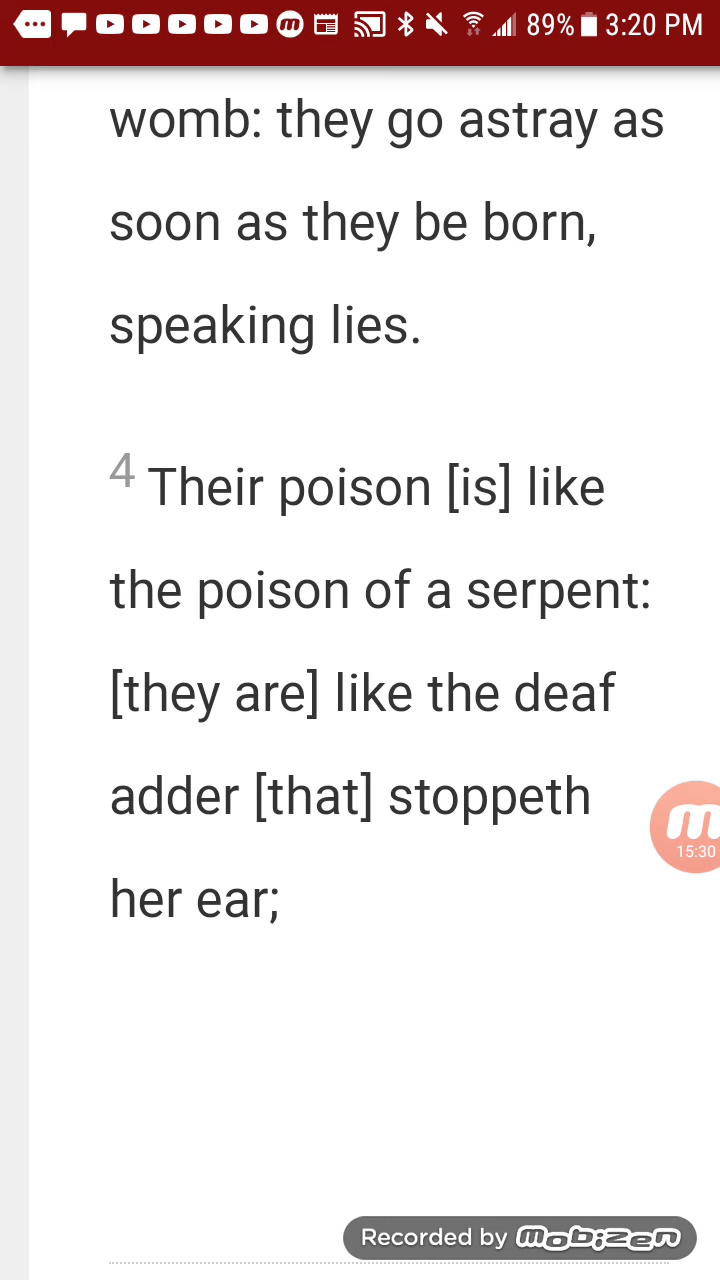 89% 3:20 PM
womb: they go astray as
soon as they be born,
speaking lies.
4 Their poison [is] like
the poison of a serpent:
[they are] like the deaf
adder [that] stoppeth
m
15:30
her ear;
Recorded by mobizen